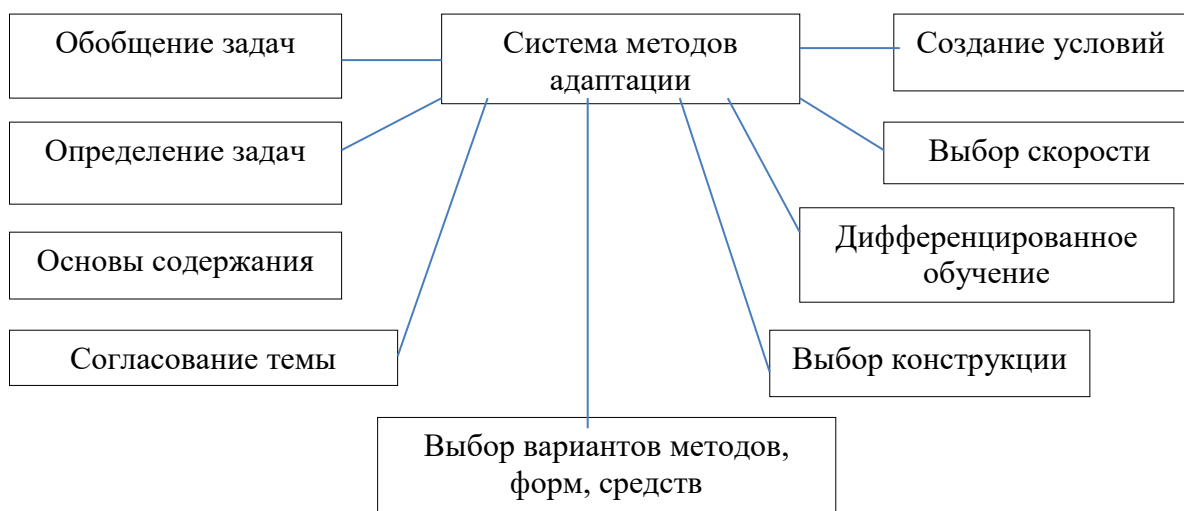 Обобщение задач
Система методов
адаптации
Создание условий
Определение задач
Выбор скорости
Основы содержания
Дифференцированное
обучение
Согласование темы
Выбор конструкции
Выбор вариантов методов,
форм, средств